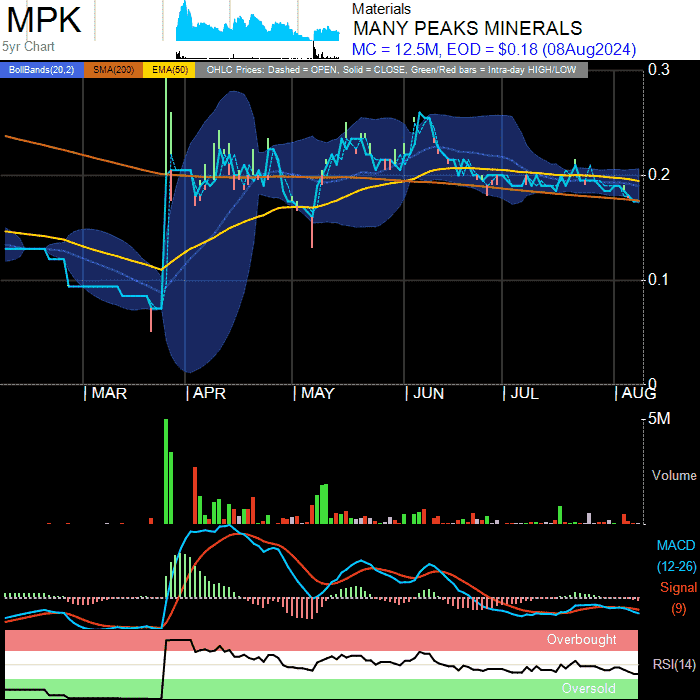 MPK
5yr Chart
Materials
MANY PEAKS MINERALS
MC = 12.5M, EOD = $0.18 (08Aug2024)
BollBands(20,2) SMA(200) EMA(50) OHLC Prices: Dashed = OPEN, Solid = CLOSE, Green/Red bars = Intra-day HIGH/LOW
0.3
0.2
0.1
0
| MAR | APR | MAY | JUN | JUL | AUG
5M
Volume
MACD
(12-26)
Signal
(9)
Overbought
RSI(14)
Oversold